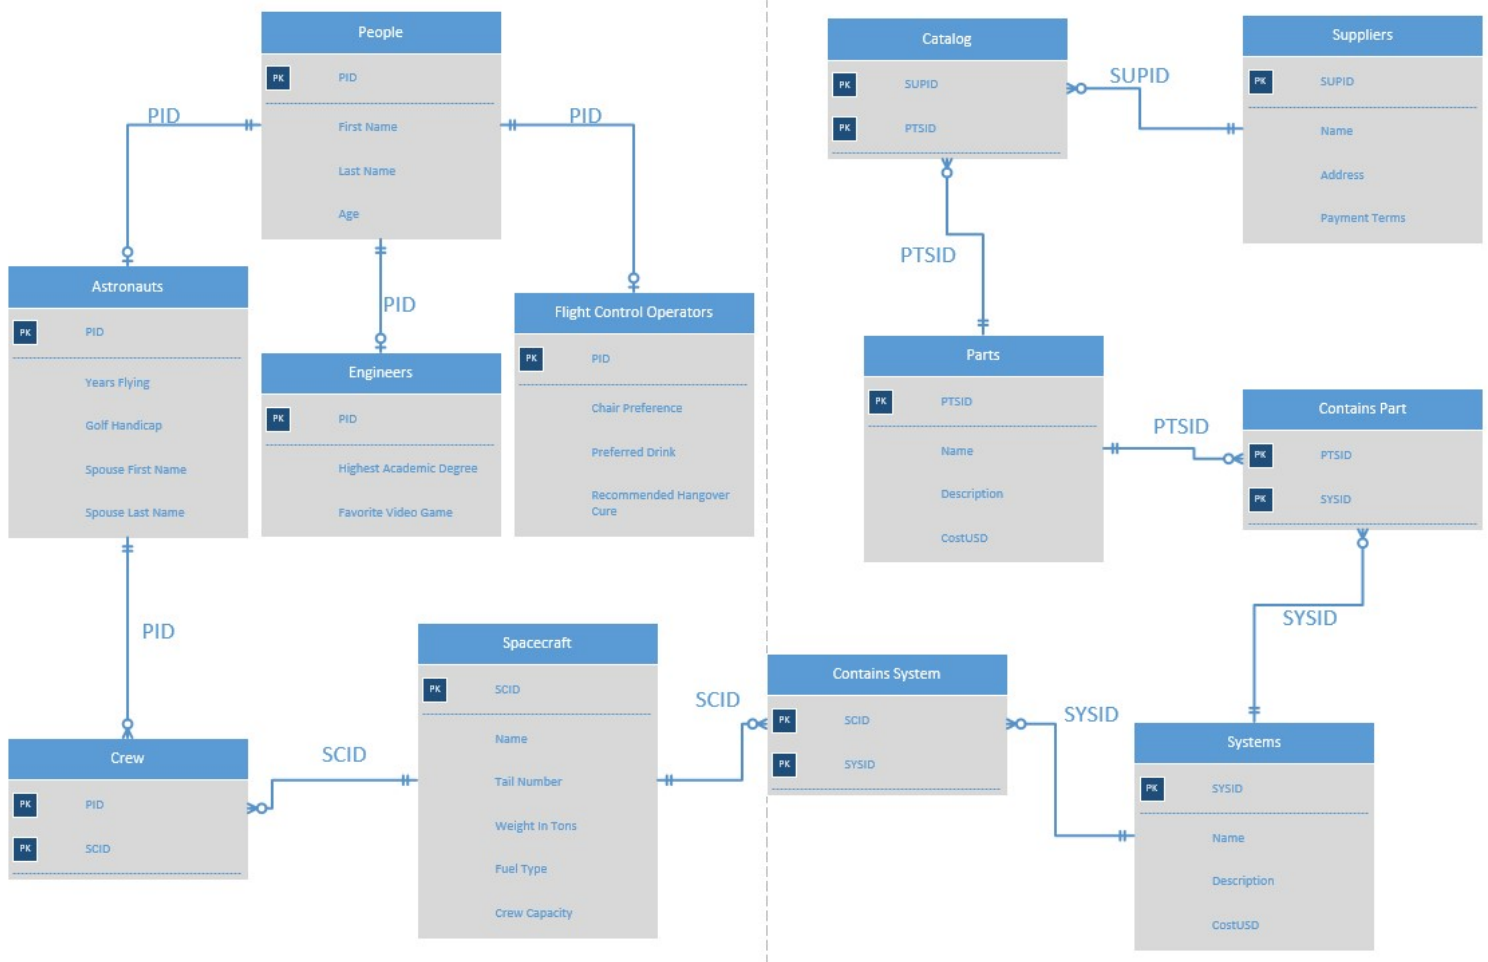 People
PK PID
First Name
Last Name
Age
PID
PID
PID
Astronauts
PK PID
Years Flying
Golf Handicap
Spouse First Name
Spouse Last Name
Engineers
PK PID
Highest Academic Degree
Favorite Video Game
Flight Control Operators
PK PID
Chair Preference
Preferred Drink
Recommended Hangover
Cure
PID
Crew
PK PID
PK SCID
SCID
Spacecraft
PK SCID
Name
Tail Number
Weight In Tons
Fuel Type
Crew Capacity
SCID
Catalog
PK SUPID
PK PTSID
SUPID
Suppliers
PK SUPID
Name
Address
Payment Terms
PTSID
Parts
PK PTSID
Name
Description
CostUSD
PTSID
Contains Part
PK PTSID
PK SYSID
SYSID
Contains System
PK SCID
PK SYSID
SYSID
Systems
PK SYSID
Name
Description
CostUSD